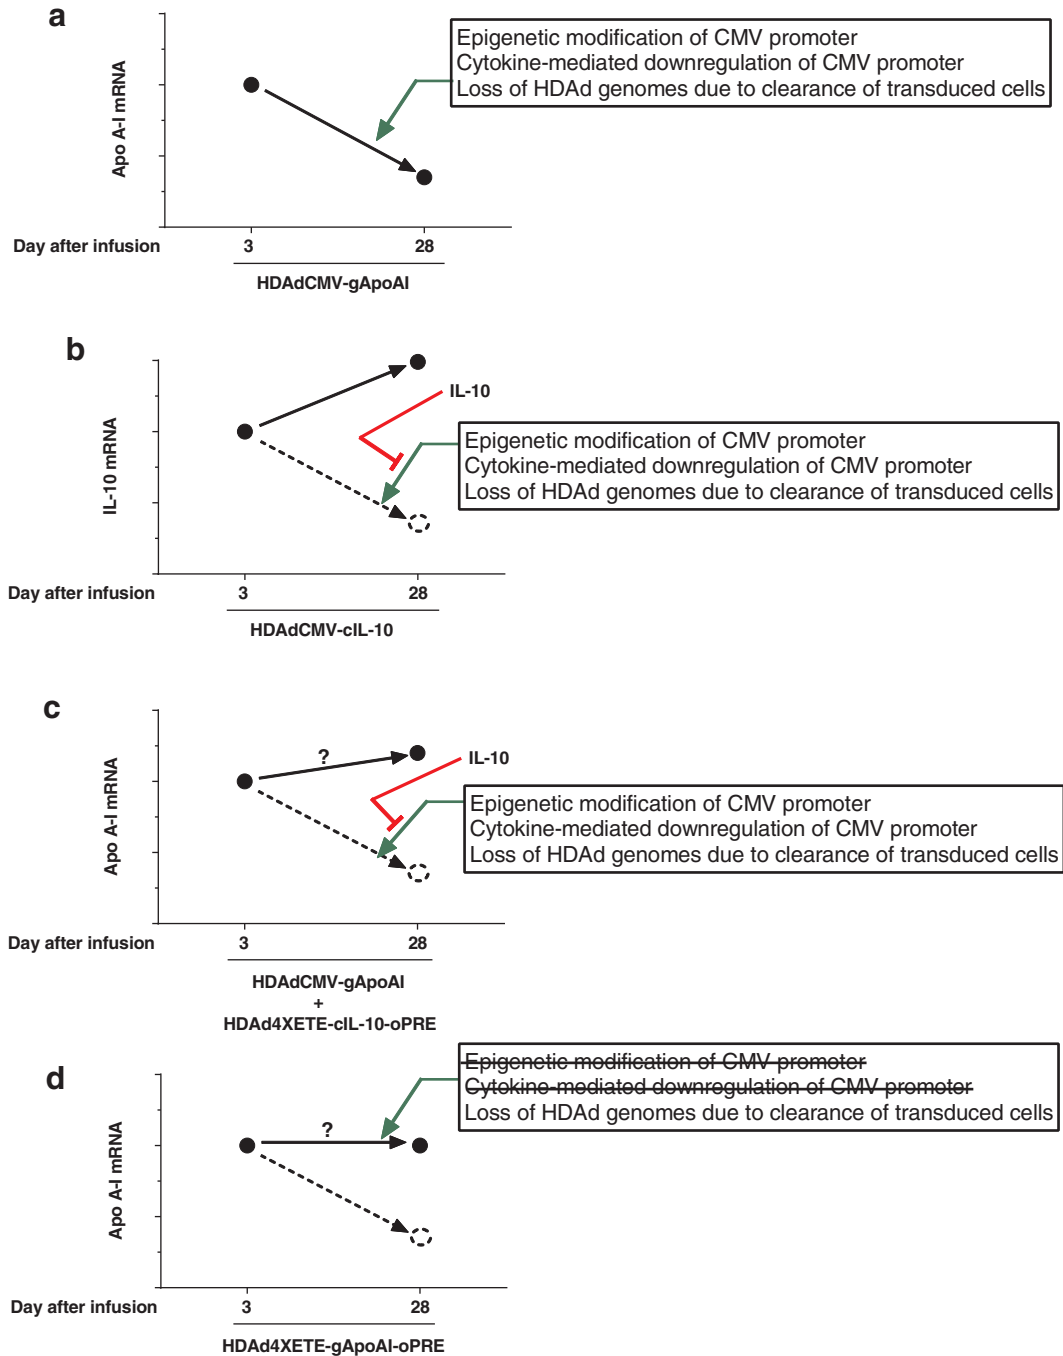 a
Epigenetic modification of CMV promoter
Cytokine-mediated downregulation of CMV promoter
Loss of HDAd genomes due to clearance of transduced cells
Apo A-I mRNA
Day after infusion 3 28
HDAdCMV-gApoAI
b
IL-10
Epigenetic modification of CMV promoter
Cytokine-mediated downregulation of CMV promoter
Loss of HDAd genomes due to clearance of transduced cells
IL-10 mRNA
Day after infusion 3 28
HDAdCMV-cIL-10
c
?
IL-10
Epigenetic modification of CMV promoter
Cytokine-mediated downregulation of CMV promoter
Loss of HDAd genomes due to clearance of transduced cells
Apo A-I mRNA
Day after infusion 3 28
HDAdCMV-gApoAI
+
HDAd4XETE-cIL-10-oPRE
d
Epigenetic modification of CMV promoter
Cytokine-mediated downregulation of CMV promoter
Loss of HDAd genomes due to clearance of transduced cells
?
Apo A-I mRNA
Day after infusion 3 28
HDAd4XETE-gApoAI-oPRE